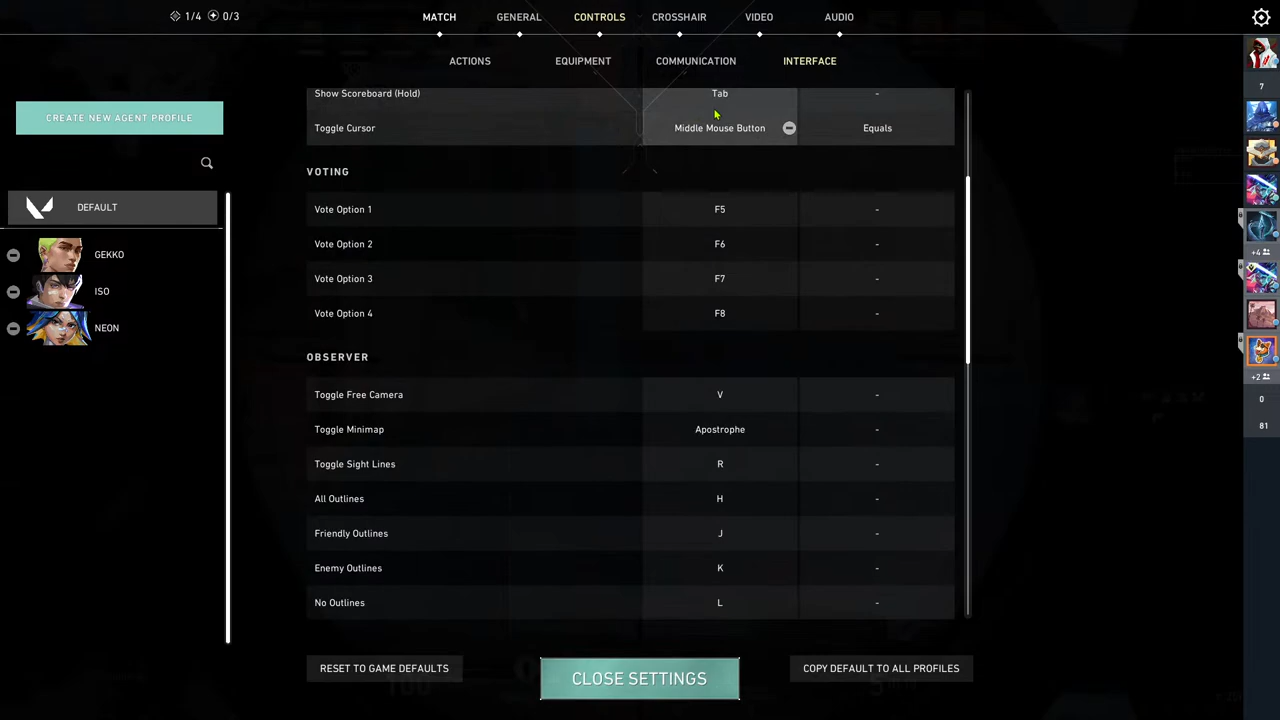 1/4 0/3 MATCH GENERAL CONTROLS CROSSHAIR VIDEO AUDIO
ACTIONS EQUIPMENT COMMUNICATION INTERFACE
CREATE NEW AGENT PROFILE
DEFAULT
GEKKO
ISO
NEON
Show Scoreboard (Hold) Tab -
Toggle Cursor Middle Mouse Button Equals
VOTING
Vote Option 1 F5 -
Vote Option 2 F6 -
Vote Option 3 F7 -
Vote Option 4 F8 -
OBSERVER
Toggle Free Camera V -
Toggle Minimap Apostrophe -
Toggle Sight Lines R -
All Outlines H -
Friendly Outlines J -
Enemy Outlines K -
No Outlines L -
RESET TO GAME DEFAULTS CLOSE SETTINGS COPY DEFAULT TO ALL PROFILES
7
+4
+2
0
81